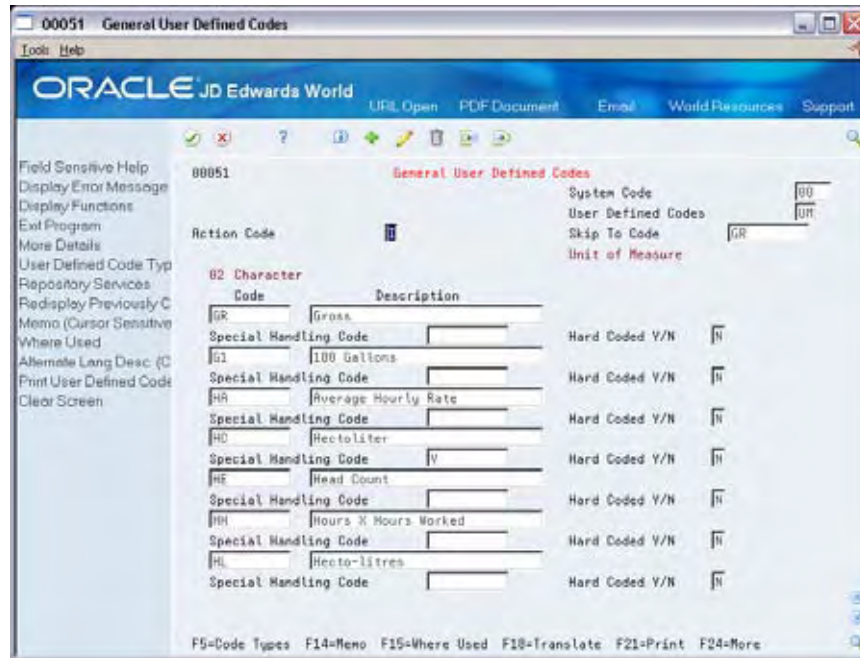 00051 General User Defined Codes
Tools Help
ORACLE JD Edwards World
URL Open PDF Document Email World Resources Support
Field Sensitive Help
Display Error Message
Display Functions
Exit Program
More Details
User Defined Code Typ
Repository Services
Redisplay Previously C
Memo (Cursor Sensitive
Where Used
Alternate Lang Desc. (C
Print User Defined Code
Clear Screen
00051 General User Defined Codes
System Code 00
User Defined Codes UM
Action Code I Skip To Code GR
Unit of Measure
02 Character
Code Description
GR Gross
Special Handling Code Hard Coded Y/N N
G1 100 Gallons
Special Handling Code Hard Coded Y/N N
HA Average Hourly Rate
Special Handling Code Hard Coded Y/N N
Hectoliter
Special Handling Code V Hard Coded Y/N N
HE Head Count
Special Handling Code Hard Coded Y/N N
HH Hours X Hours Worked
Special Handling Code Hard Coded Y/N N
HL Hecto-litres
Special Handling Code Hard Coded Y/N N
F5=Code Types F14=Memo F15=Where Used F18=Translate F21=Print F24=More